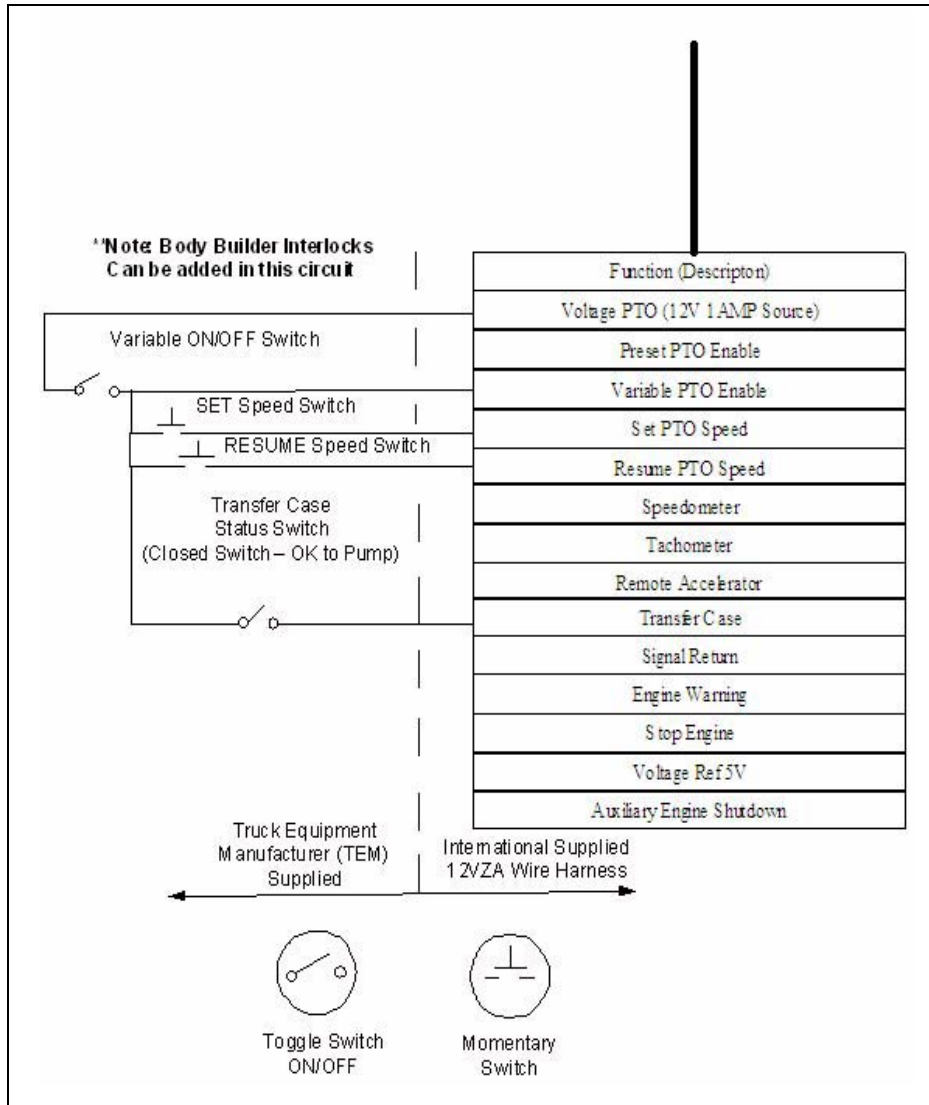 **Note: Body Builder Interlocks
Can be added in this circuit
Function (Descripton)
Voltage PTO (12V 1 AMP Source)
Variable ON/OFF Switch
Preset PTO Enable
Variable PTO Enable
SET Speed Switch
Set PTO Speed
RESUME Speed Switch
Resume PTO Speed
Transfer Case
Status Switch
(Closed Switch – OK to Pump)
Speedometer
Tachometer
Remote Accelerator
Transfer Case
Signal Return
Engine Warning
Stop Engine
Voltage Ref 5V
Auxiliary Engine Shutdown
Truck Equipment
Manufacturer (TEM)
Supplied
International Supplied
12VZA Wire Harness
Toggle Switch
ON/OFF
Momentary
Switch